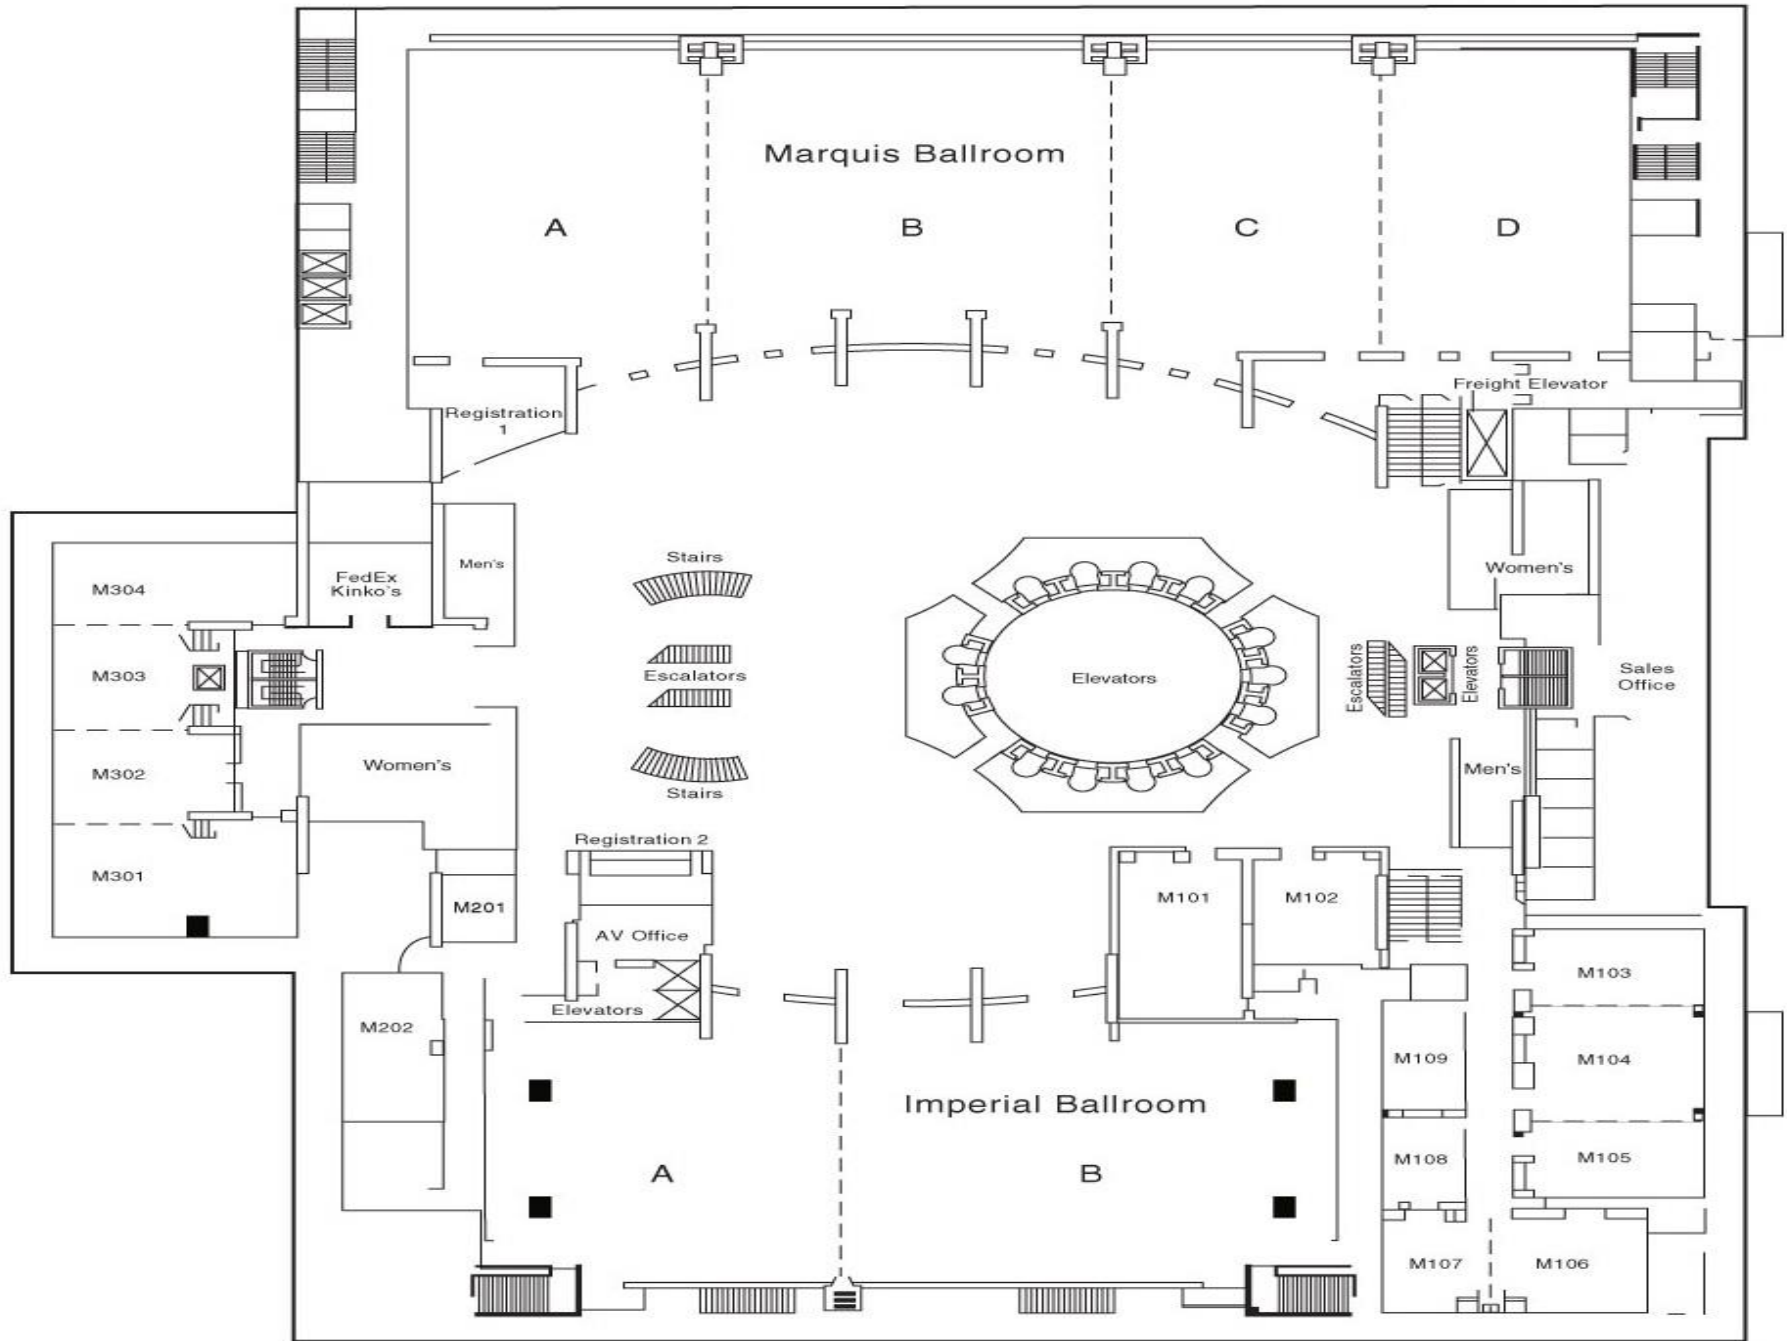 Marquis Ballroom
A
B
C
D
Freight Elevator
Registration
1
Stairs
Men's
FedEx
Kinko's
M304
Women's
Escalators
Elevators
Escalators
Elevators
Sales
Office
M303
M302
Women's
Men's
Stairs
Registration 2
M301
M201
AV Office
M101
M102
M103
Elevators
M202
M109
M104
Imperial Ballroom
A
B
M108
M105
M107
M106